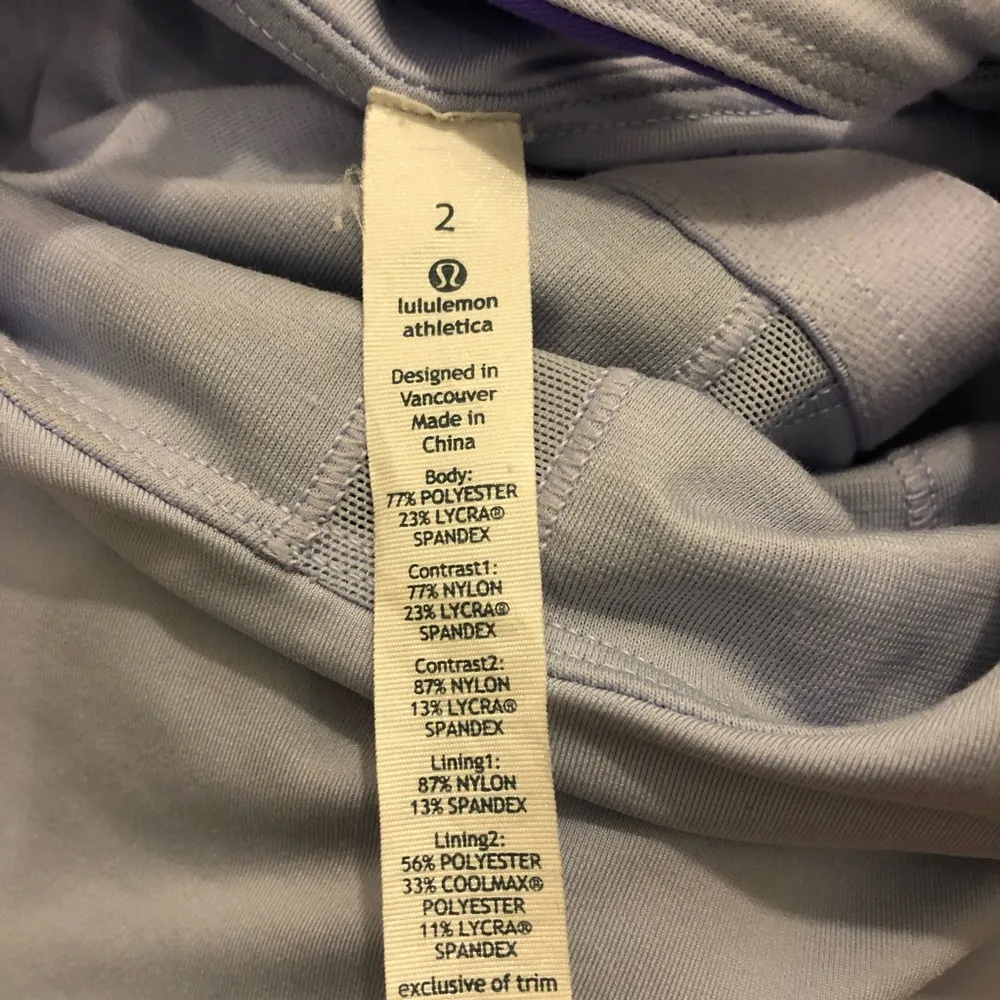 2
lululemon
athletica
Designed in
Vancouver
Made in
China
Body:
77% POLYESTER
23% LYCRA®
SPANDEX
Contrast1:
77% NYLON
23% LYCRA®
SPANDEX
Contrast2:
87% NYLON
13% LYCRA®
SPANDEX
Lining1:
87% NYLON
13% SPANDEX
Lining2:
56% POLYESTER
33% COOLMAX®
POLYESTER
11% LYCRA®
SPANDEX
exclusive of trim